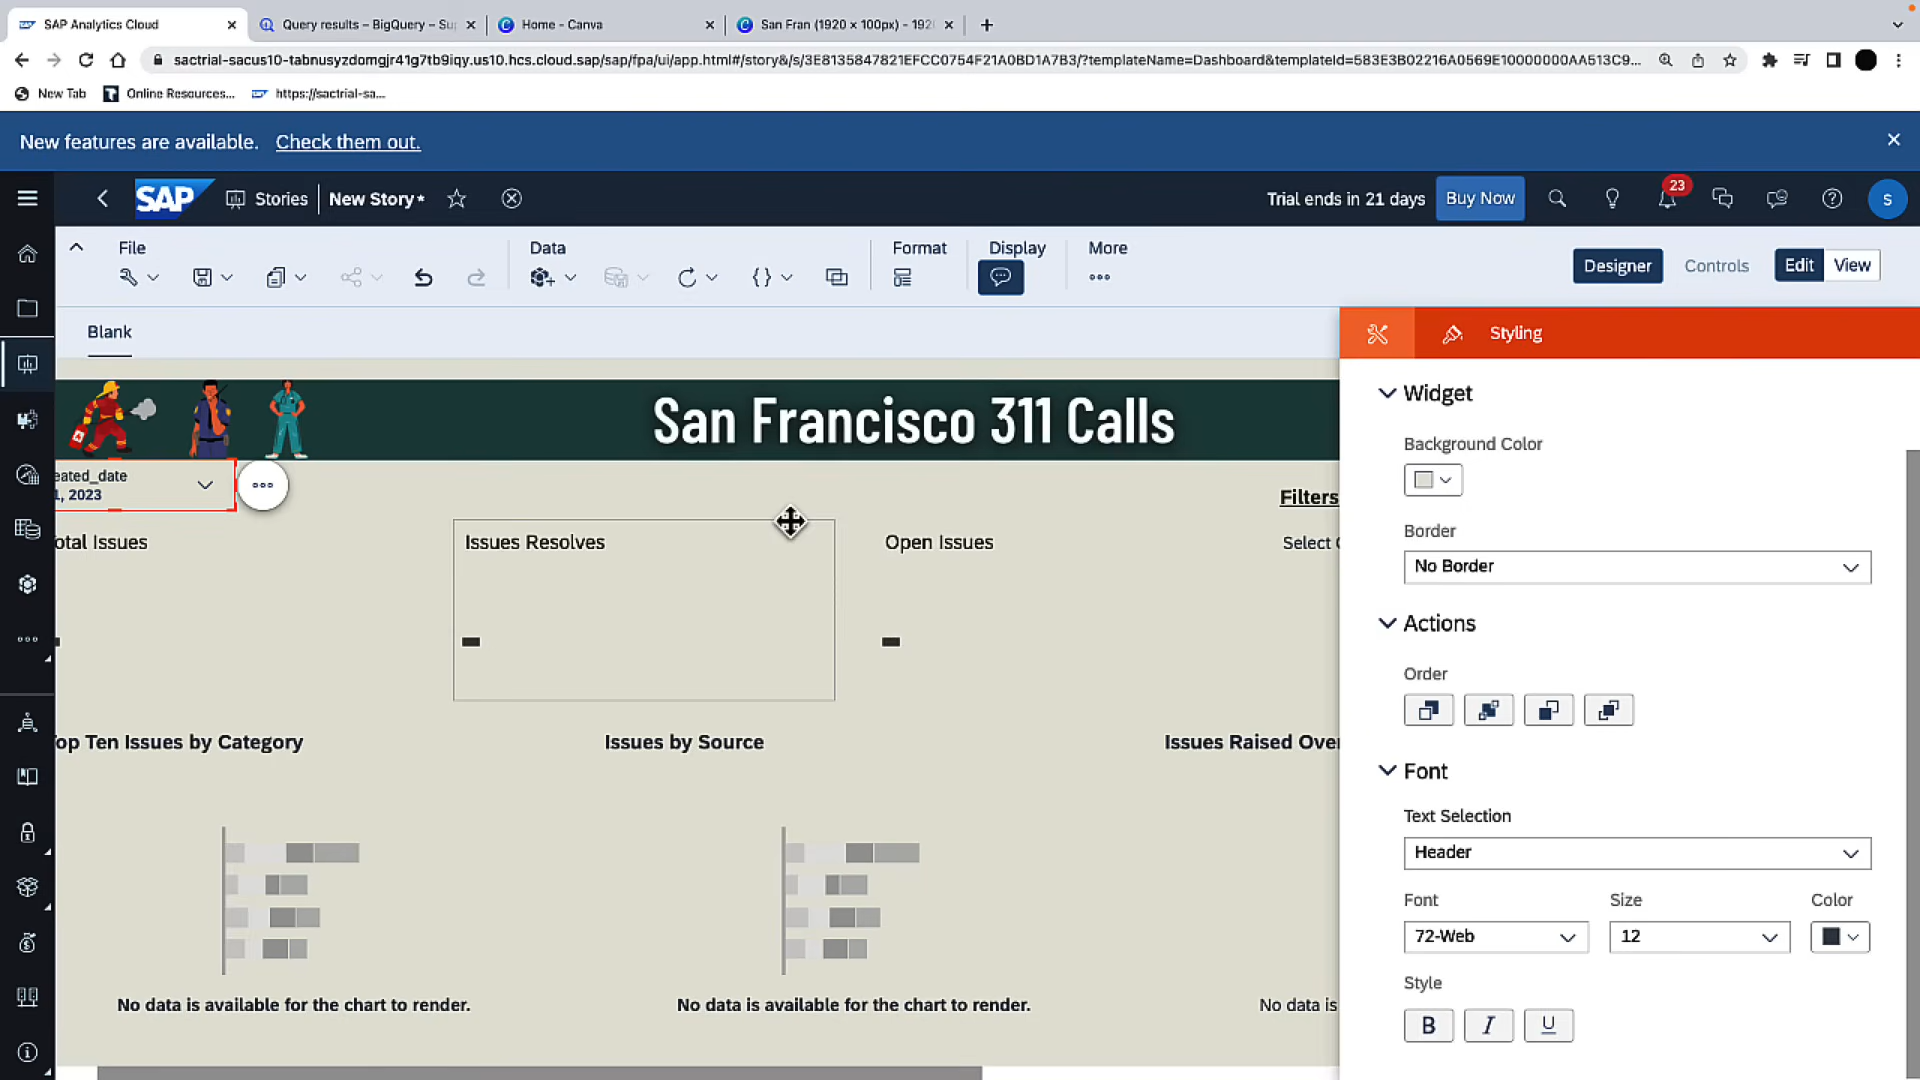 SAP Analytics Cloud
Query results – BigQuery – Su
Home - Canva
San Fran (1920 × 100px) - 192
sactrial-sacus10-tabnusyzdomgjr41g7tb9iqy.us10.hcs.cloud.sap/sap/fpa/ui/app.html#/story&/s/3E8135847821EFCC0754F21A0BD1A7B3/?templateName=Dashboard&templateId=583E3B02216A0569E10000000AA513C9...
New Tab
Online Resources...
https://sactrial-sa...
New features are available. Check them out.
SAP
Stories
New Story*
Trial ends in 21 days
Buy Now
23
S
File
Data
Format
Display
More
Designer
Controls
Edit
View
Blank
Styling
San Francisco 311 Calls
eated_date
1, 2023
Filters
otal Issues
Issues Resolves
Open Issues
Select
Top Ten Issues by Category
Issues by Source
Issues Raised Over
No data is available for the chart to render.
No data is available for the chart to render.
No data is
Widget
Background Color
Border
No Border
Actions
Order
Font
Text Selection
Header
Font
Size
Color
72-Web
12
Style
B
I
U